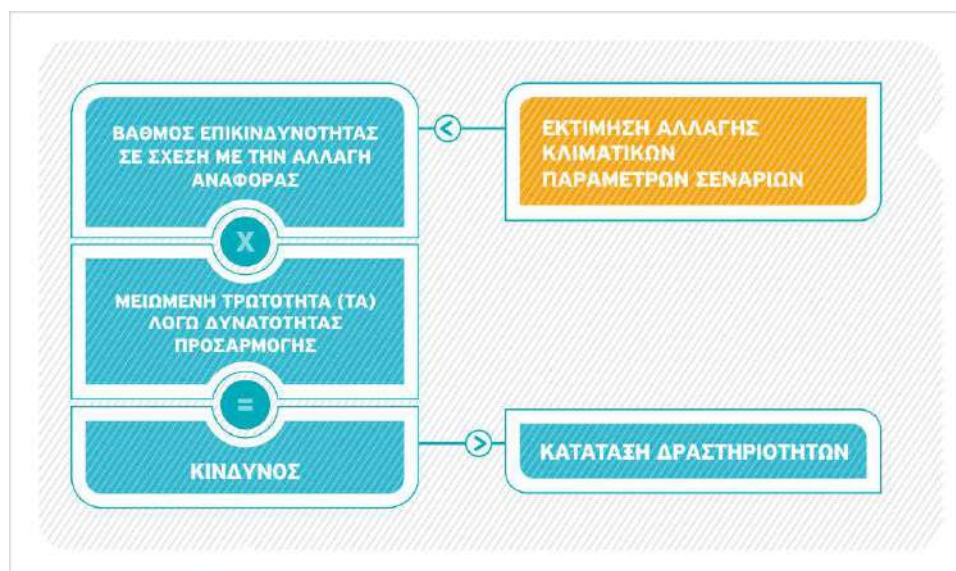 ΒΑΘΜΟΣ ΕΠΙΚΙΝΔΥΝΟΤΗΤΑΣ
ΣΕ ΣΧΕΣΗ ΜΕ ΤΗΝ ΑΛΛΑΓΗ
ΑΝΑΦΟΡΑΣ
X
ΜΕΙΩΜΕΝΗ ΤΡΩΤΟΤΗΤΑ (ΤΑ)
ΛΟΓΩ ΔΥΝΑΤΟΤΗΤΑΣ
ΠΡΟΣΑΡΜΟΓΗΣ
=
ΚΙΝΔΥΝΟΣ
<
ΕΚΤΙΜΗΣΗ ΑΛΛΑΓΗΣ
ΚΛΙΜΑΤΙΚΩΝ
ΠΑΡΑΜΕΤΡΩΝ ΣΕΝΑΡΙΩΝ
>
ΚΑΤΑΤΑΞΗ ΔΡΑΣΤΗΡΙΟΤΗΤΩΝ